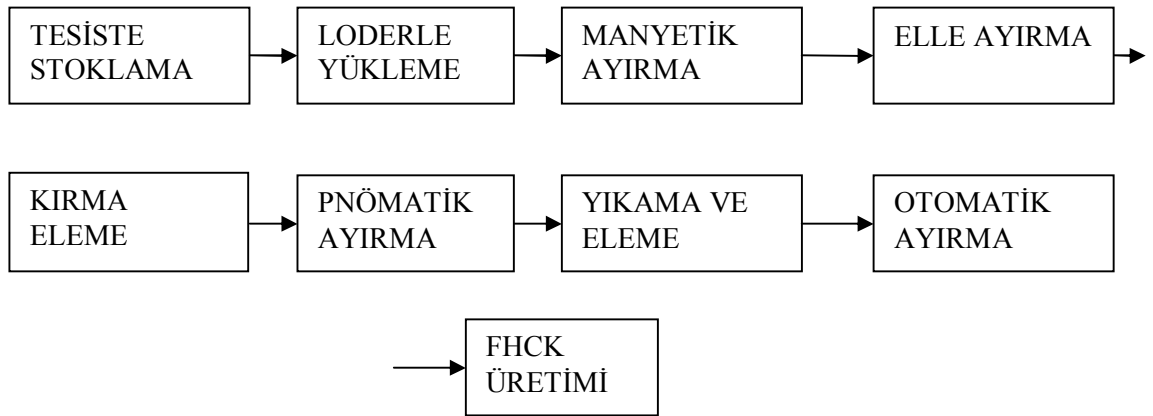 TESİSTE
STOKLAMA
LODERLE
YÜKLEME
MANYETİK
AYIRMA
ELLE AYIRMA
KIRMA
ELEME
PNÖMATİK
AYIRMA
YIKAMA VE
ELEME
OTOMATİK
AYIRMA
FHCK
ÜRETİMİ